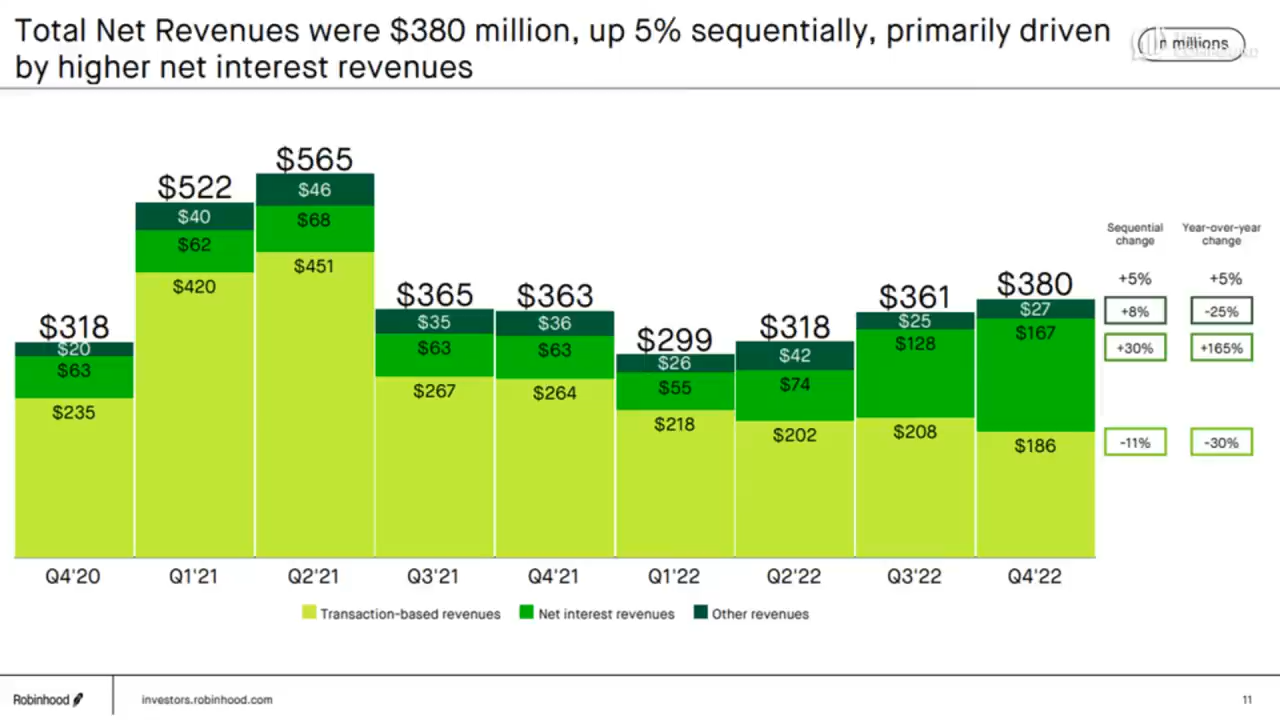 Total Net Revenues were $380 million, up 5% sequentially, primarily driven
by higher net interest revenues
n millions
$565
$522
$46
$40
$68
$62
$451
$420
Sequential change
Year-over-year change
+5%
+5%
$318
$365
$363
$299
$318
$361
$380
$20
$35
$36
$26
$42
$25
$27
+8%
-25%
$63
$63
$63
$55
$74
$128
$167
+30%
+165%
$235
$267
$264
$218
$202
$208
$186
-11%
-30%
Q4'20
Q1'21
Q2'21
Q3'21
Q4'21
Q1'22
Q2'22
Q3'22
Q4'22
Transaction-based revenues
Net interest revenues
Other revenues
Robinhood
investors.robinhood.com
11